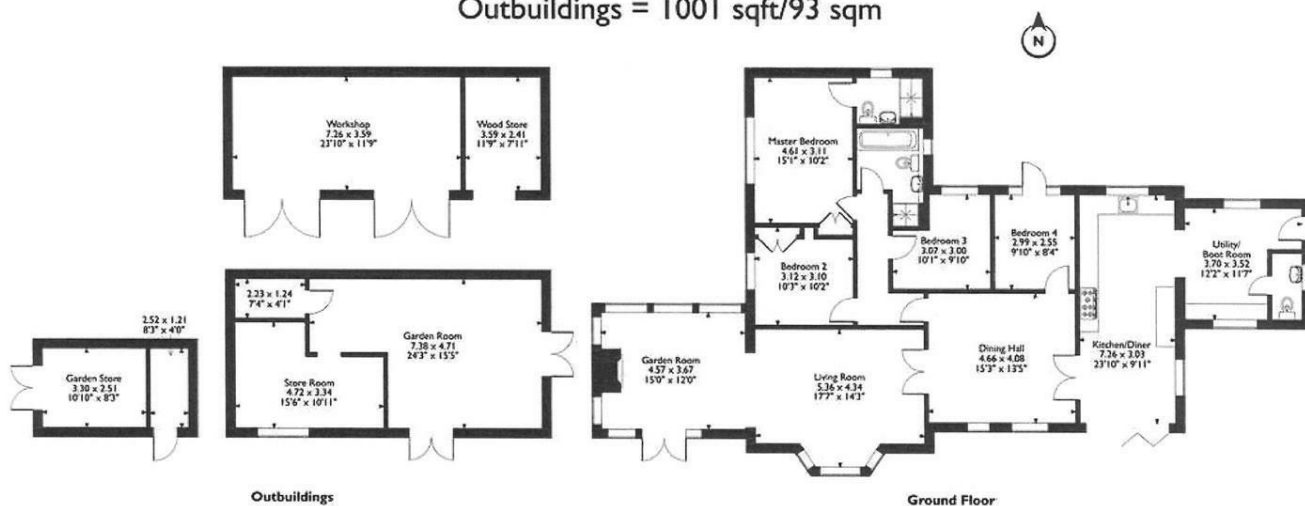 Outbuildings = 1001 sqft/93 sqm
N
Workshop
7.26 x 3.59
23'10" x 11'9"
Wood Store
3.59 x 2.41
11'9" x 7'11"
2.23 x 1.24
7'4" x 4'1"
Garden Room
7.38 x 4.71
24'3" x 15'5"
Store Room
4.72 x 3.34
15'6" x 10'11"
2.52 x 1.21
8'3" x 4'0"
Garden Store
3.30 x 2.51
10'10" x 8'3"
Outbuildings
Master Bedroom
4.61 x 3.11
15'1" x 10'2"
Bedroom 2
3.12 x 3.10
10'3" x 10'2"
Bedroom 3
3.07 x 3.00
10'1" x 9'10"
Bedroom 4
2.99 x 2.55
9'10" x 8'4"
Utility/
Boot Room
3.70 x 3.52
12'2" x 11'7"
Garden Room
4.57 x 3.67
15'0" x 12'0"
Living Room
5.36 x 4.34
17'7" x 14'3"
Dining Hall
4.66 x 4.08
15'3" x 13'5"
Kitchen/Diner
7.26 x 3.03
23'10" x 9'11"
Ground Floor